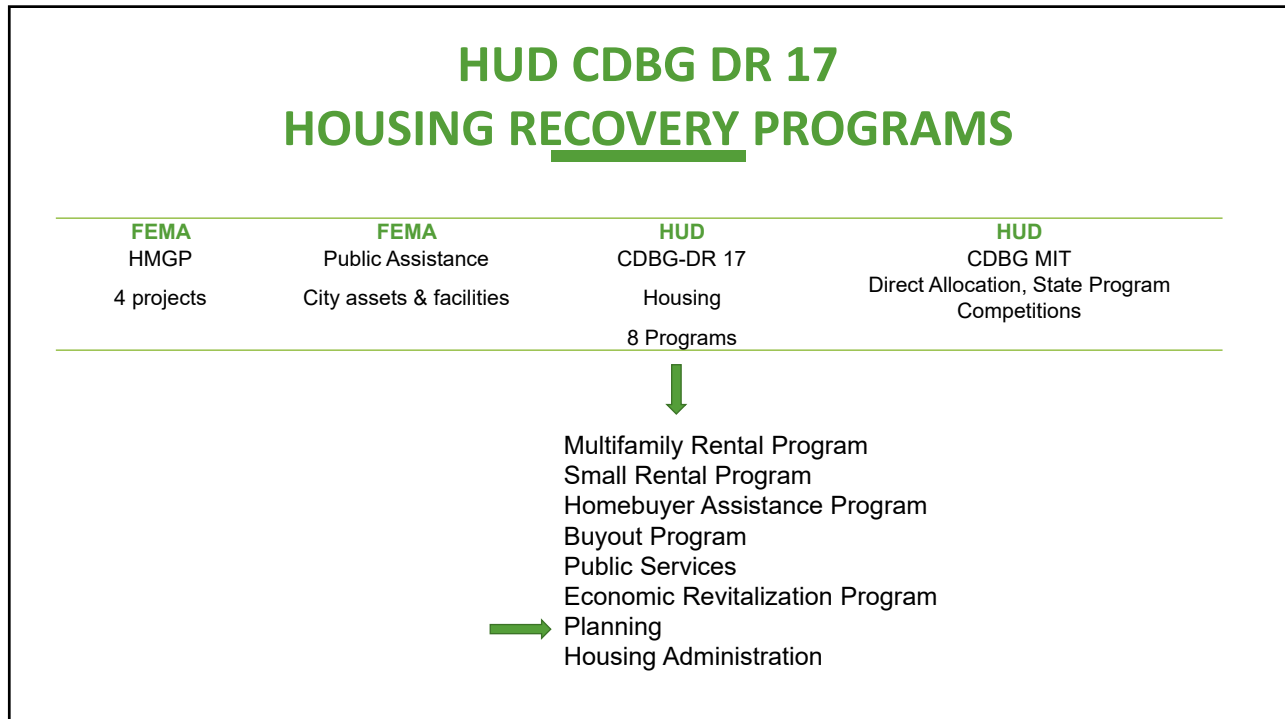 HUD CDBG DR 17
HOUSING RECOVERY PROGRAMS
FEMA
HMGP
4 projects
FEMA
Public Assistance
City assets & facilities
HUD
CDBG-DR 17
Housing
8 Programs
HUD
CDBG MIT
Direct Allocation, State Program
Competitions
Multifamily Rental Program
Small Rental Program
Homebuyer Assistance Program
Buyout Program
Public Services
Economic Revitalization Program
Planning
Housing Administration